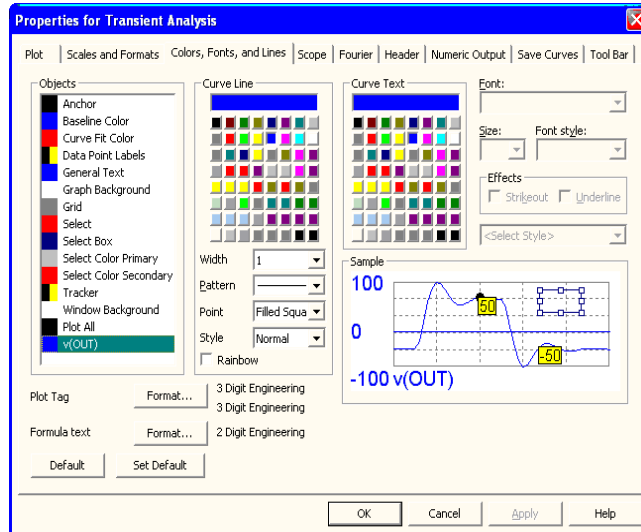 Properties for Transient Analysis
Plot Scales and Formats Colors, Fonts, and Lines Scope Fourier Header Numeric Output Save Curves Tool Bar
Objects
Anchor
Baseline Color
Curve Fit Color
Data Point Labels
General Text
Graph Background
Grid
Select
Select Box
Select Color Primary
Select Color Secondary
Tracker
Window Background
Plot All
v(OUT)
Curve Line
Width 1
Pattern
Point Filled Squa
Style Normal
Rainbow
Curve Text
Font:
Size: Font style:
Effects
Strikeout Underline
<Select Style>
Sample
100
50
0
-50
-100 v(OUT)
Plot Tag Format... 3 Digit Engineering
3 Digit Engineering
Formula text Format... 2 Digit Engineering
Default Set Default
OK Cancel Apply Help